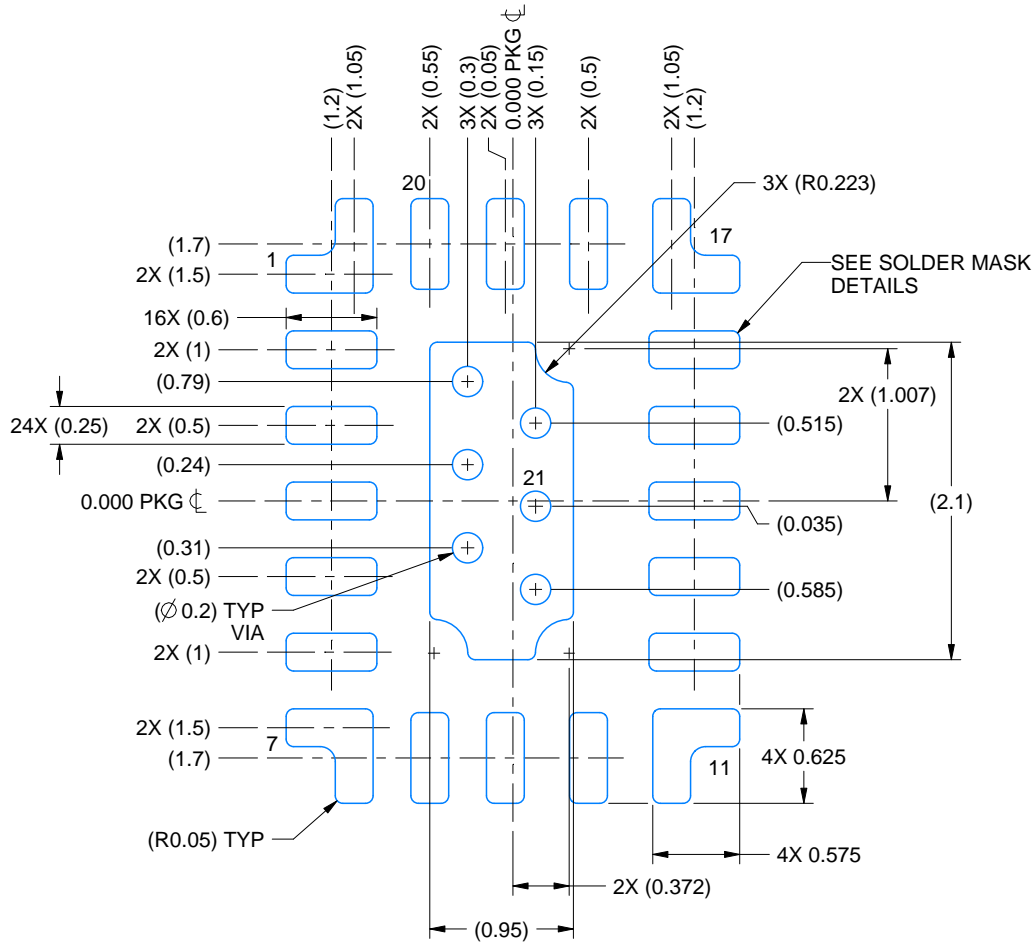 (1.2)
2X (1.05)
2X (0.55)
3X (0.3)
2X (0.05)
0.000 PKG ℄
3X (0.15)
2X (0.5)
2X (1.05)
(1.2)
20
3X (R0.223)
(1.7)
1
17
2X (1.5)
SEE SOLDER MASK
DETAILS
16X (0.6)
2X (1)
(0.79)
2X (1.007)
24X (0.25)
2X (0.5)
(0.515)
(0.24)
21
0.000 PKG ℄
(2.1)
(0.035)
(0.31)
2X (0.5)
(0.585)
(Ø0.2) TYP
VIA
2X (1)
2X (1.5)
7
(1.7)
11
4X 0.625
(R0.05) TYP
4X 0.575
2X (0.372)
(0.95)